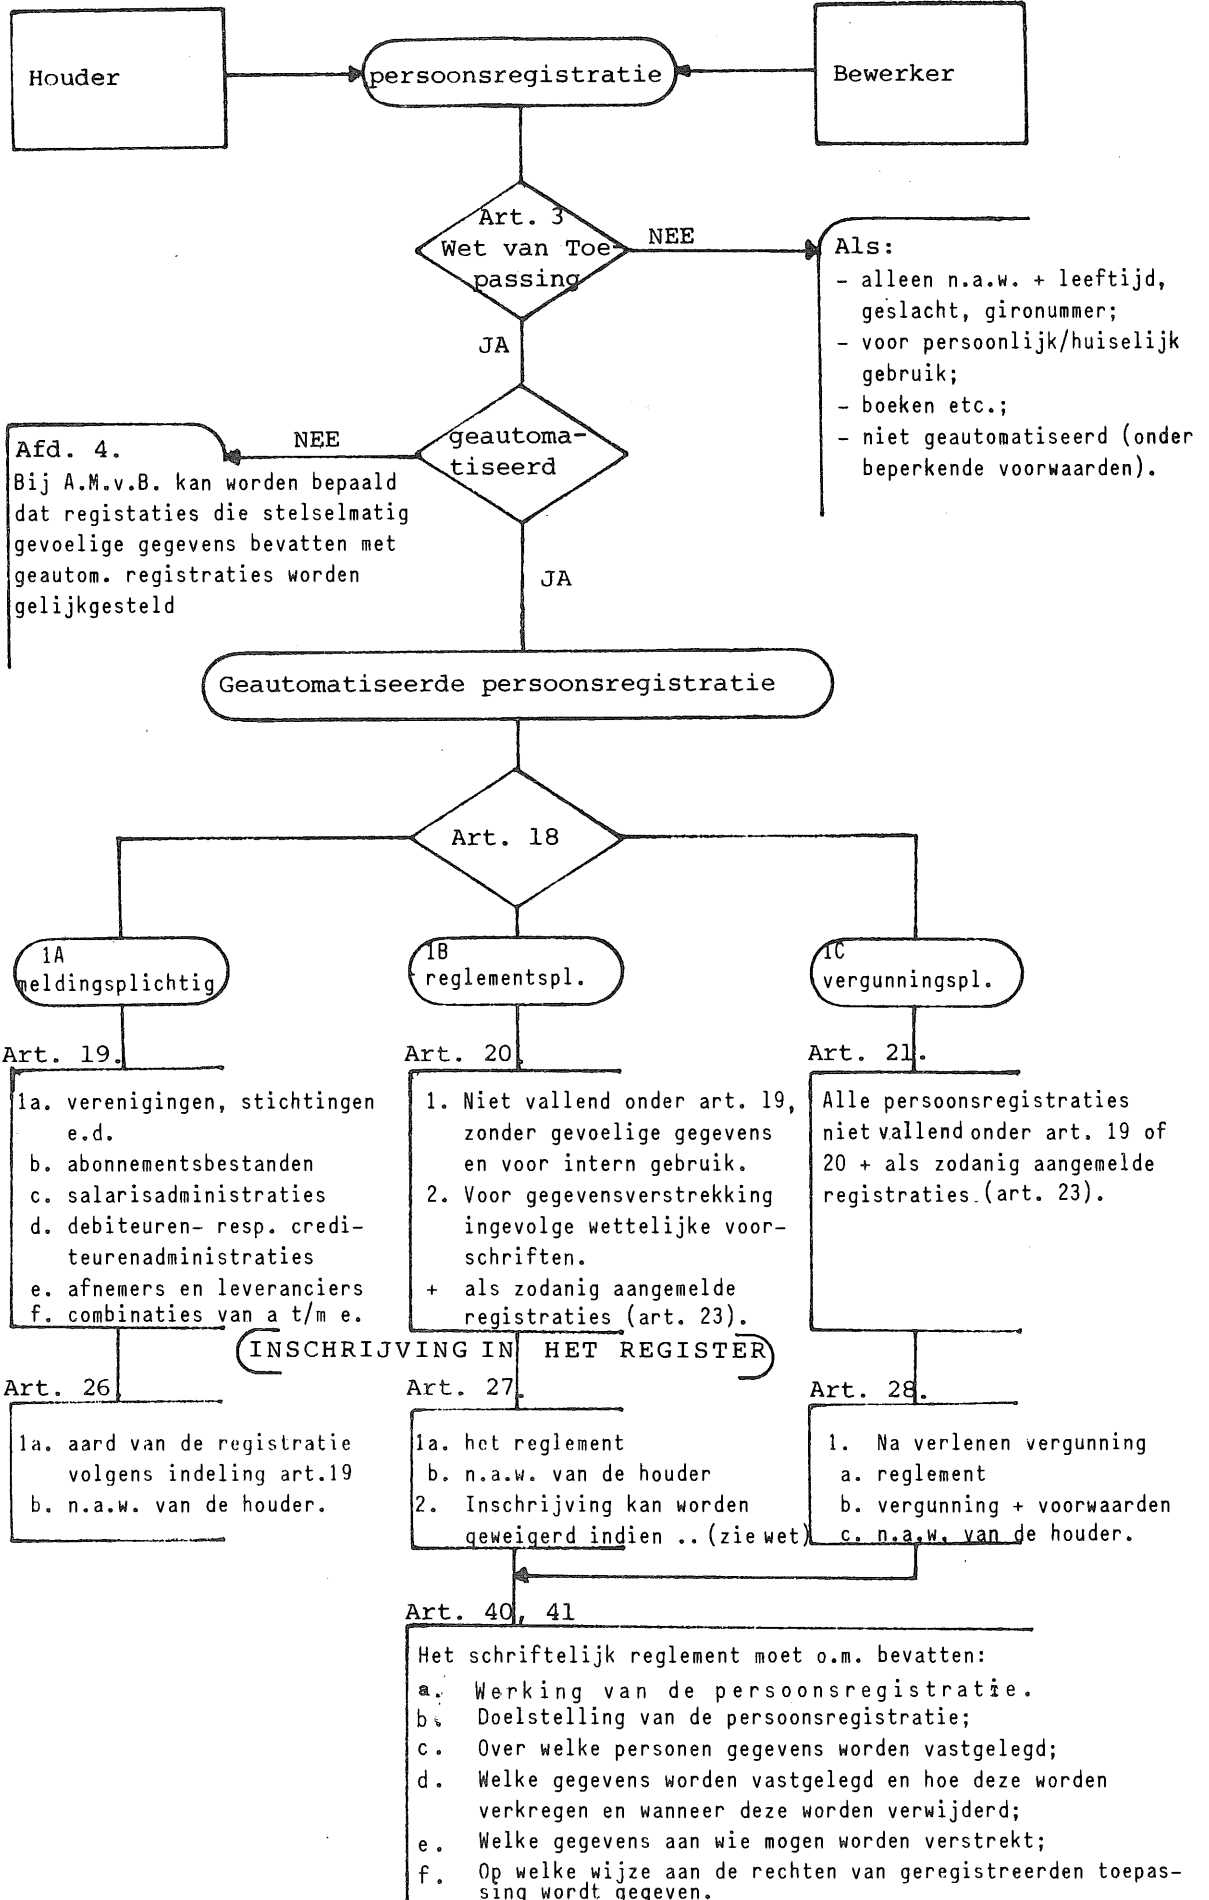 Houder
persoonsregistratie
Bewerker
Art. 3
Wet van Toe-
passing
NEE
Als:
- alleen n.a.w. + leeftijd,
geslacht, gironummer;
- voor persoonlijk/huiselijk
gebruik;
- boeken etc.;
- niet geautomatiseerd (onder
beperkende voorwaarden).
JA
geautoma-
tiseerd
NEE
Afd. 4.
Bij A.M.v.B. kan worden bepaald
dat registaties die stelselmatig
gevoelige gegevens bevatten met
geautom. registraties worden
gelijkgesteld
JA
Geautomatiseerde persoonsregistratie
Art. 18
1A
meldingsplichtig
1B
reglementspl.
1C
vergunningspl.
Art. 19.
1a. verenigingen, stichtingen
e.d.
b. abonnementsbestanden
c. salarisadministraties
d. debiteuren- resp. credi-
teurenadministraties
e. afnemers en leveranciers
f. combinaties van a t/m e.
Art. 20.
1. Niet vallend onder art. 19,
zonder gevoelige gegevens
en voor intern gebruik.
2. Voor gegevensverstrekking
ingevolge wettelijke voor-
schriften.
+ als zodanig aangemelde
registraties (art. 23).
Art. 21.
Alle persoonsregistraties
niet vallend onder art. 19 of
20 + als zodanig aangemelde
registraties (art. 23).
INSCHRIJVING IN HET REGISTER
Art. 26
1a. aard van de registratie
volgens indeling art.19
b. n.a.w. van de houder.
Art. 27.
1a. het reglement
b. n.a.w. van de houder
2. Inschrijving kan worden
geweigerd indien .. (zie wet)
Art. 28.
1. Na verlenen vergunning
a. reglement
b. vergunning + voorwaarden
c. n.a.w. van de houder.
Art. 40, 41
Het schriftelijk reglement moet o.m. bevatten:
a. Werking van de persoonsregistratie.
b. Doelstelling van de persoonsregistratie;
c. Over welke personen gegevens worden vastgelegd;
d. Welke gegevens worden vastgelegd en hoe deze worden
verkregen en wanneer deze worden verwijderd;
e. Welke gegevens aan wie mogen worden verstrekt;
f. Op welke wijze aan de rechten van geregistreerden toepas-
sing wordt gegeven.